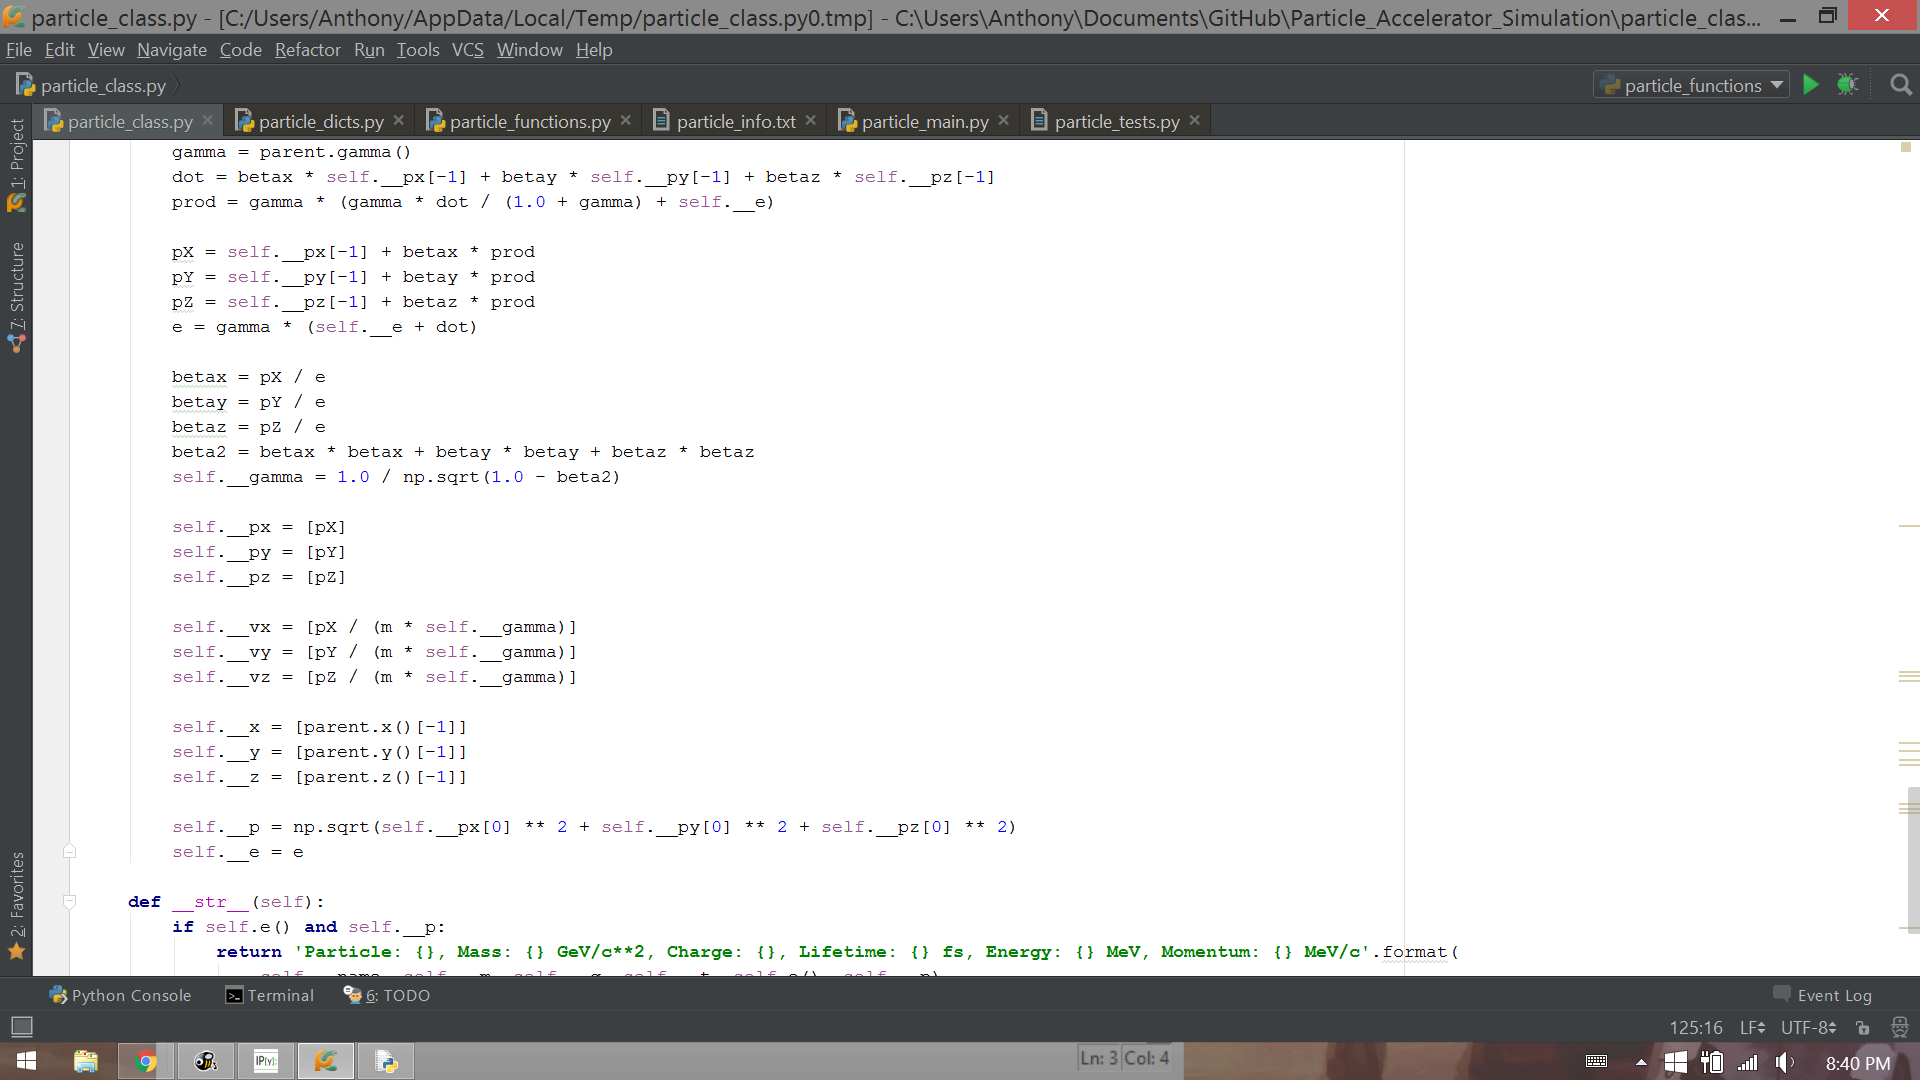 particle_class.py - [C:/Users/Anthony/AppData/Local/Temp/particle_class.py0.tmp] - C:\Users\Anthony\Documents\GitHub\Particle_Accelerator_Simulation\particle_clas...
File Edit View Navigate Code Refactor Run Tools VCS Window Help
particle_class.py
particle_functions
particle_class.py particle_dicts.py particle_functions.py particle_info.txt particle_main.py particle_tests.py
1: Project
7: Structure
2: Favorites
gamma = parent.gamma()
dot = betax * self.__px[-1] + betay * self.__py[-1] + betaz * self.__pz[-1]
prod = gamma * (gamma * dot / (1.0 + gamma) + self.__e)
pX = self.__px[-1] + betax * prod
pY = self.__py[-1] + betay * prod
pZ = self.__pz[-1] + betaz * prod
e = gamma * (self.__e + dot)
betax = pX / e
betay = pY / e
betaz = pZ / e
beta2 = betax * betax + betay * betay + betaz * betaz
self.__gamma = 1.0 / np.sqrt(1.0 - beta2)
self.__px = [pX]
self.__py = [pY]
self.__pz = [pZ]
self.__vx = [pX / (m * self.__gamma)]
self.__vy = [pY / (m * self.__gamma)]
self.__vz = [pZ / (m * self.__gamma)]
self.__x = [parent.x()[-1]]
self.__y = [parent.y()[-1]]
self.__z = [parent.z()[-1]]
self.__p = np.sqrt(self.__px[0] ** 2 + self.__py[0] ** 2 + self.__pz[0] ** 2)
self.__e = e
def __str__(self):
if self.e() and self.__p:
return 'Particle: {}, Mass: {} GeV/c**2, Charge: {}, Lifetime: {} fs, Energy: {} MeV, Momentum: {} MeV/c'.format(
Python Console Terminal 6: TODO Event Log
125:16 LF UTF-8
IP[y]:
Ln: 3 Col: 4
8:40 PM